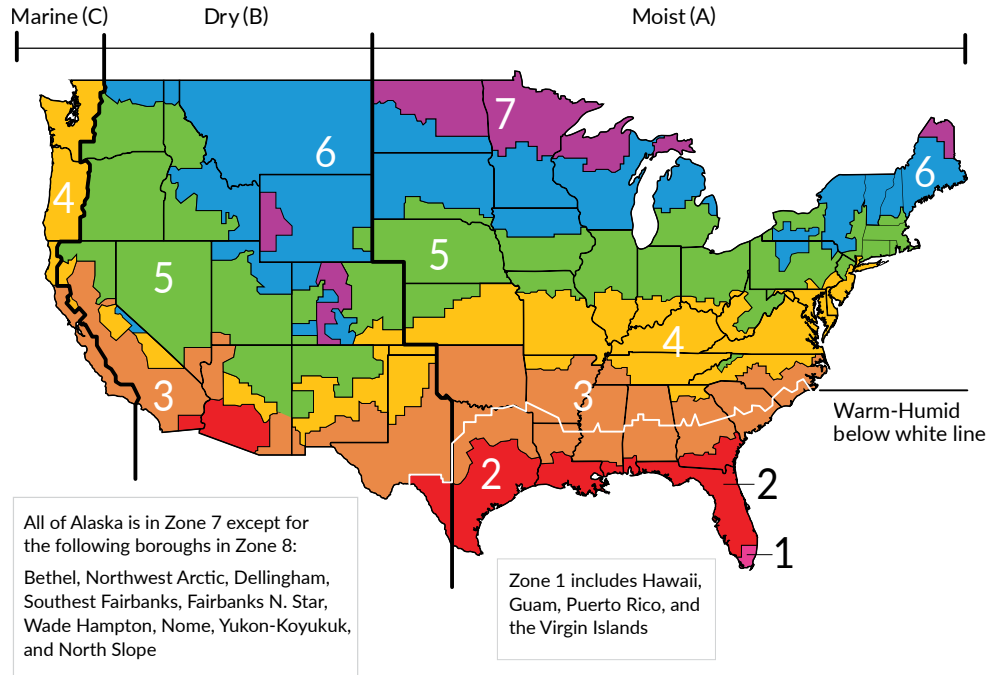 Marine (C)
Dry (B)
Moist (A)
7
6
6
4
5
5
4
3
3
Warm-Humid
below white line
2
2
1
All of Alaska is in Zone 7 except for
the following boroughs in Zone 8:
Bethel, Northwest Arctic, Dellingham,
Southest Fairbanks, Fairbanks N. Star,
Wade Hampton, Nome, Yukon-Koyukuk,
and North Slope
Zone 1 includes Hawaii,
Guam, Puerto Rico, and
the Virgin Islands